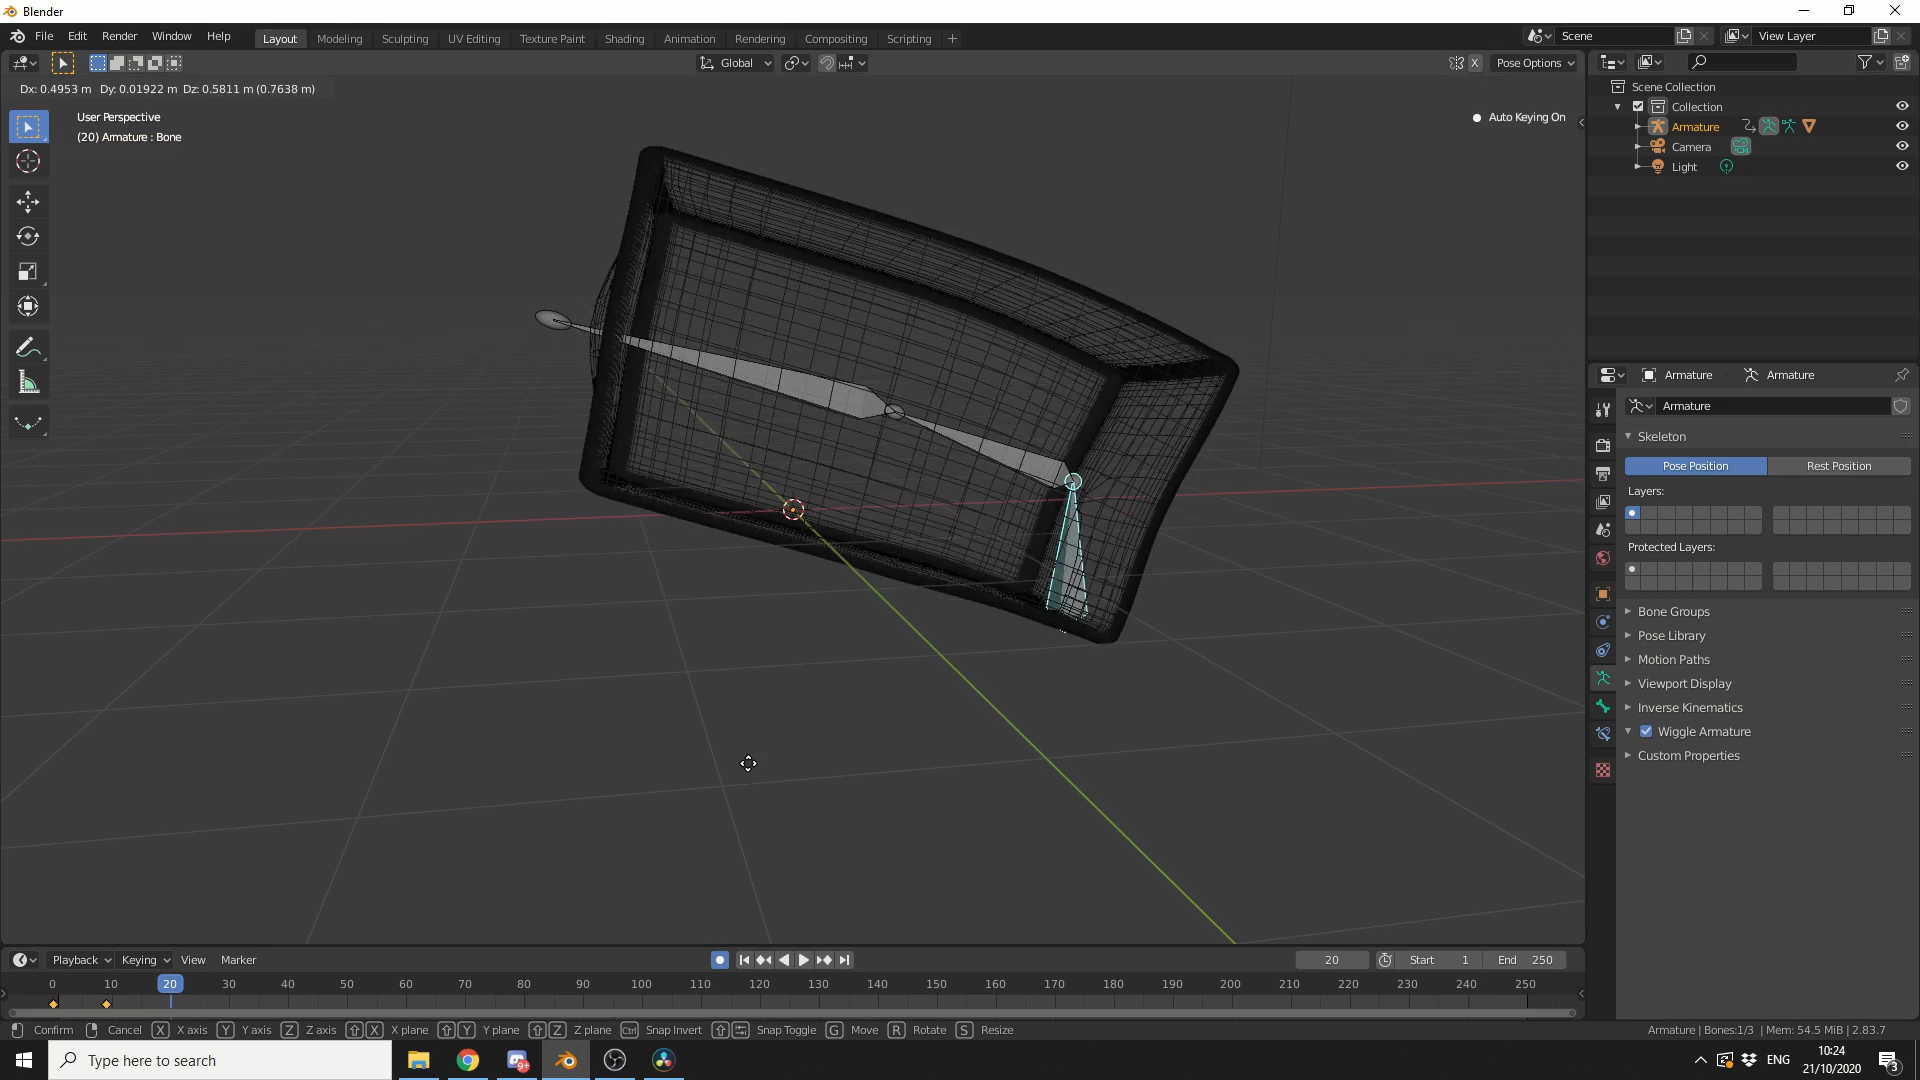 Blender
File Edit Render Window Help Layout Modeling Sculpting UV Editing Texture Paint Shading Animation Rendering Compositing Scripting + Scene View Layer
Global X Pose Options
Dx: 0.4953 m Dy: 0.01922 m Dz: 0.5811 m (0.7638 m)
User Perspective
(20) Armature : Bone
Auto Keying On
Scene Collection
Collection
Armature
Camera
Light
Armature Armature
Armature
Skeleton
Pose Position Rest Position
Layers:
Protected Layers:
Bone Groups
Pose Library
Motion Paths
Viewport Display
Inverse Kinematics
Wiggle Armature
Custom Properties
Playback Keying View Marker 20 Start 1 End 250
0 10 20 30 40 50 60 70 80 90 100 110 120 130 140 150 160 170 180 190 200 210 220 230 240 250
Confirm Cancel X X axis Y Y axis Z Z axis X X plane Y Y plane Z Z plane Ctrl Snap Invert Snap Toggle G Move R Rotate S Resize Armature | Bones:1/3 | Mem: 54.5 MiB | 2.83.7
Type here to search 9+ ENG 10:24
21/10/2020 3